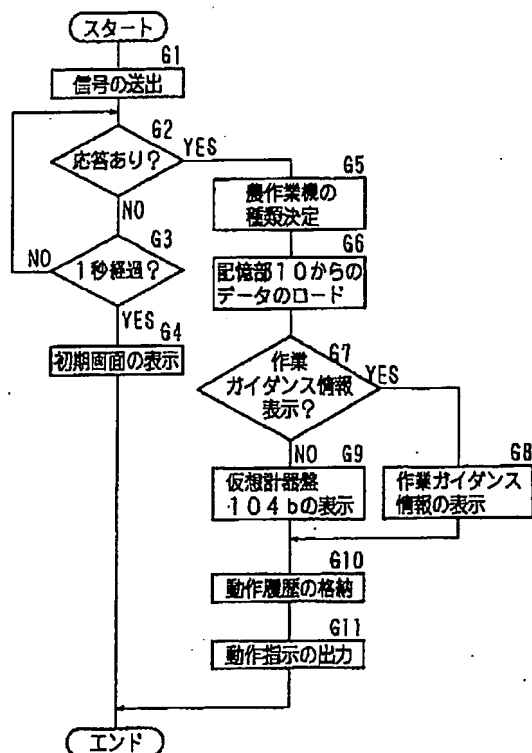 スタート
G1
信号の送出
G2
応答あり?
YES
NO
G3
1秒経過?
NO
YES
G4
初期画面の表示
G5
農作業機の
種類決定
G6
記憶部10からの
データのロード
G7
作業
ガイダンス情報
表示?
YES
NO
G9
仮想計器盤
104bの表示
G8
作業ガイダンス
情報の表示
G10
動作履歴の格納
G11
動作指示の出力
エンド